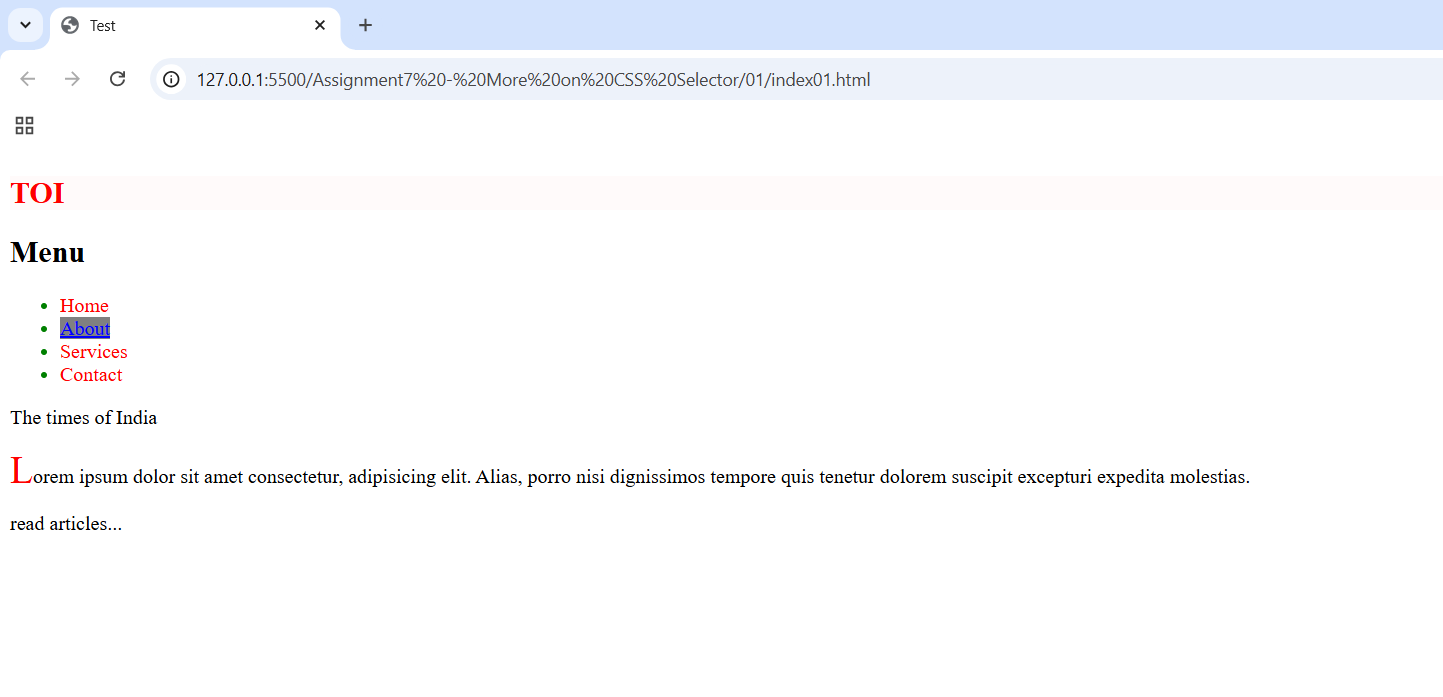 Test
127.0.0.1:5500/Assignment7%20-%20More%20on%20CSS%20Selector/01/index01.html
TOI
Menu
Home
About
Services
Contact
The times of India
Lorem ipsum dolor sit amet consectetur, adipisicing elit. Alias, porro nisi dignissimos tempore quis tenetur dolorem suscipit excepturi expedita molestias.
read articles...